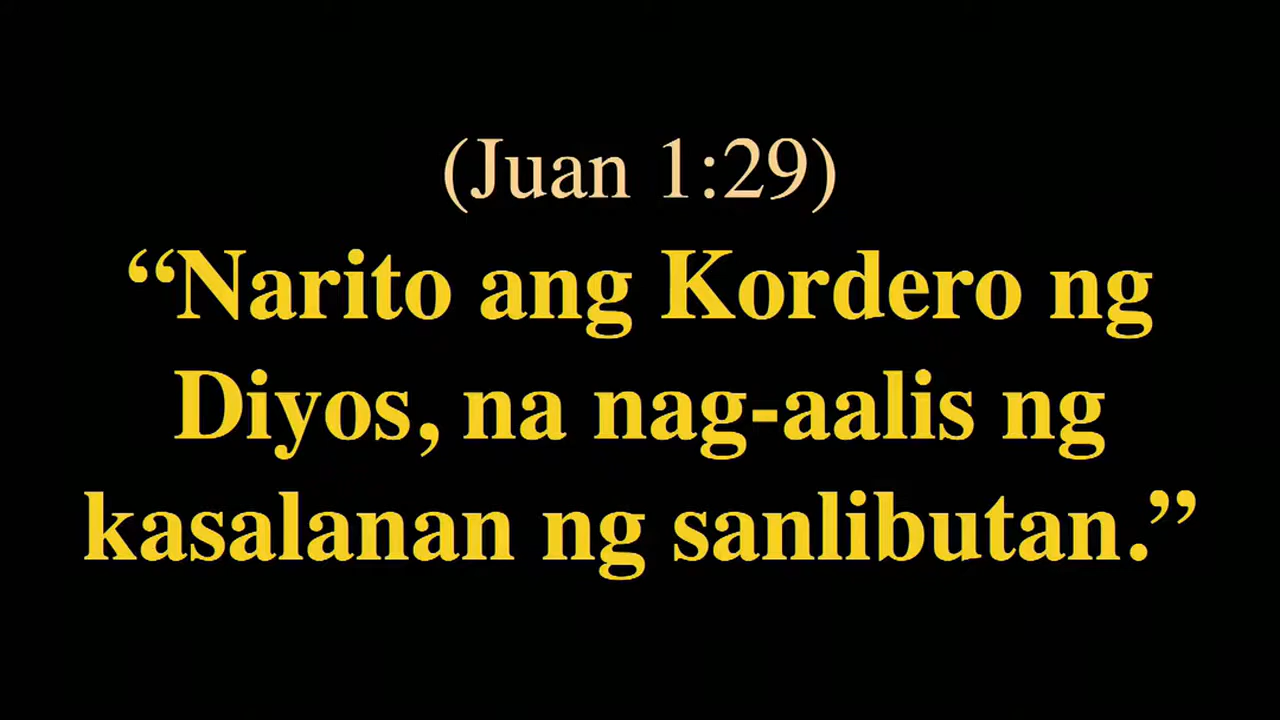 (Juan 1:29)
“Narito ang Kordero ng
Diyos, na nag-aalis ng
kasalanan ng sanlibutan.”